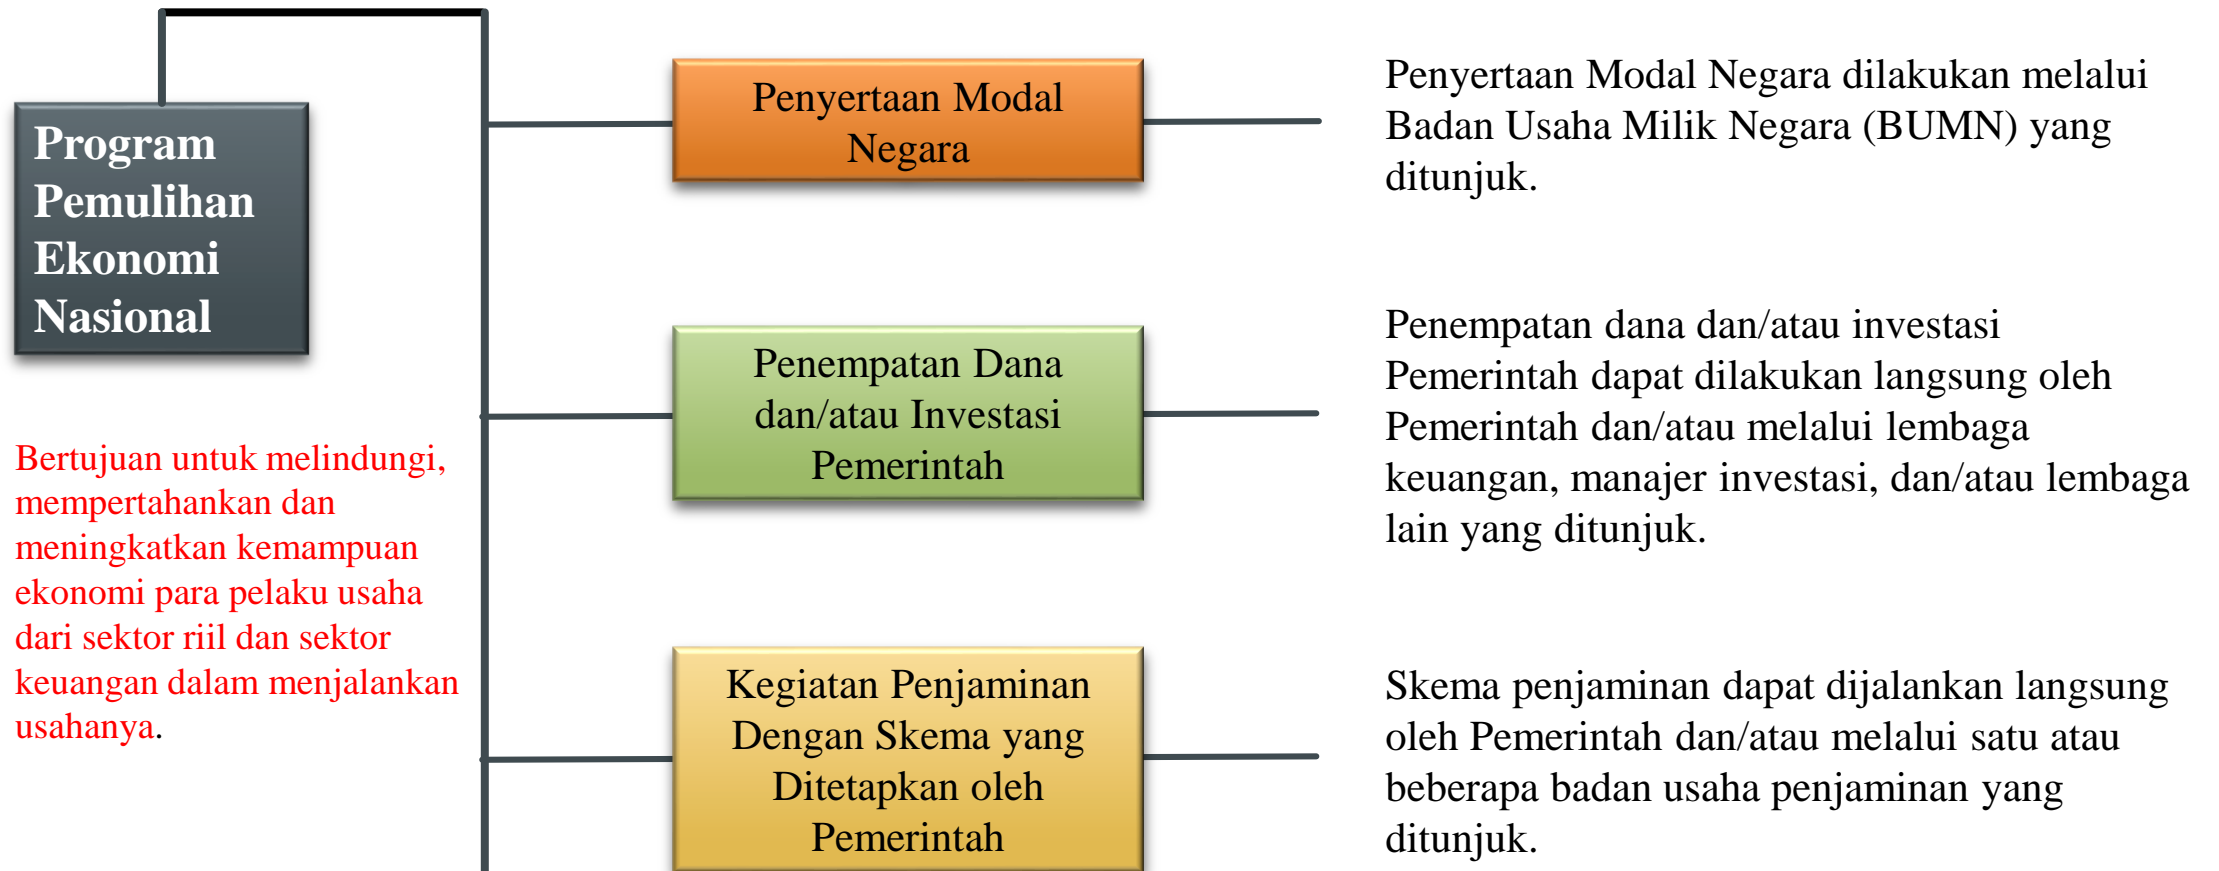 Program
Pemulihan
Ekonomi
Nasional
Bertujuan untuk melindungi,
mempertahankan dan
meningkatkan kemampuan
ekonomi para pelaku usaha
dari sektor riil dan sektor
keuangan dalam menjalankan
usahanya.
Penyertaan Modal
Negara
Penyertaan Modal Negara dilakukan melalui
Badan Usaha Milik Negara (BUMN) yang
ditunjuk.
Penempatan Dana
dan/atau Investasi
Pemerintah
Penempatan dana dan/atau investasi
Pemerintah dapat dilakukan langsung oleh
Pemerintah dan/atau melalui lembaga
keuangan, manajer investasi, dan/atau lembaga
lain yang ditunjuk.
Kegiatan Penjaminan
Dengan Skema yang
Ditetapkan oleh
Pemerintah
Skema penjaminan dapat dijalankan langsung
oleh Pemerintah dan/atau melalui satu atau
beberapa badan usaha penjaminan yang
ditunjuk.